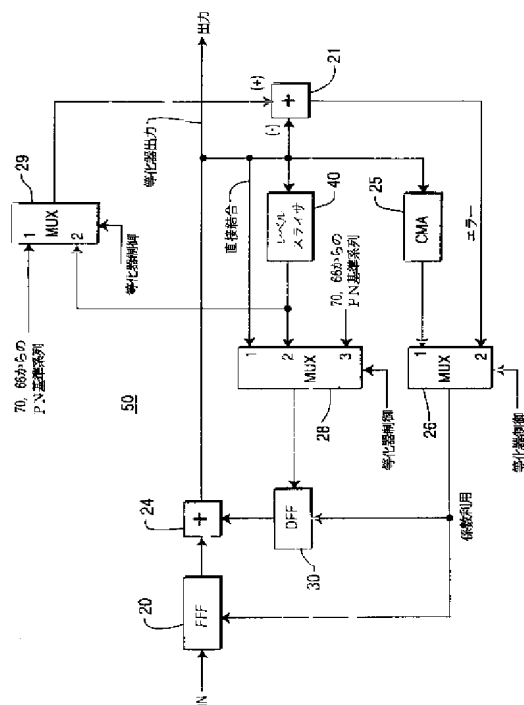 70, 66からの
PN基準系列
1
2
MUX
29
等化器制御
50
等化器出力
出力
(+)
(-)
+
21
直接結合
レベル
スライサ
40
70, 66からの
PN基準系列
1
2
3
MUX
28
等化器制御
CMA
25
エラー
1
2
MUX
26
等化器制御
IN
FFF
20
+
24
DFF
30
係数利用